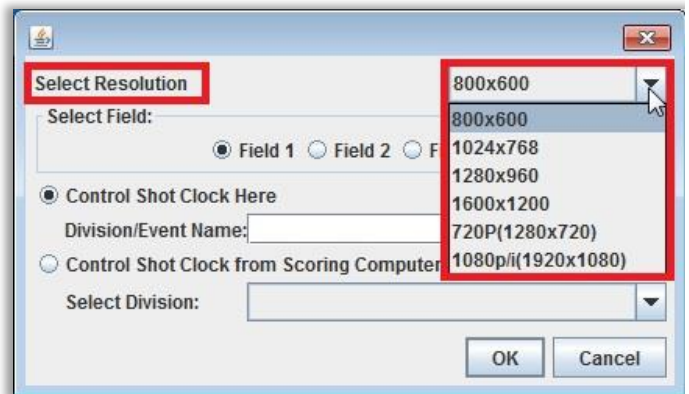 Select Resolution 800x600
Select Field: 800x600
Field 1 Field 2 F 1024x768
1280x960
Control Shot Clock Here 1600x1200
Division/Event Name: 720P(1280x720)
Control Shot Clock from Scoring Computer 1080p/i(1920x1080)
Select Division:
OK Cancel